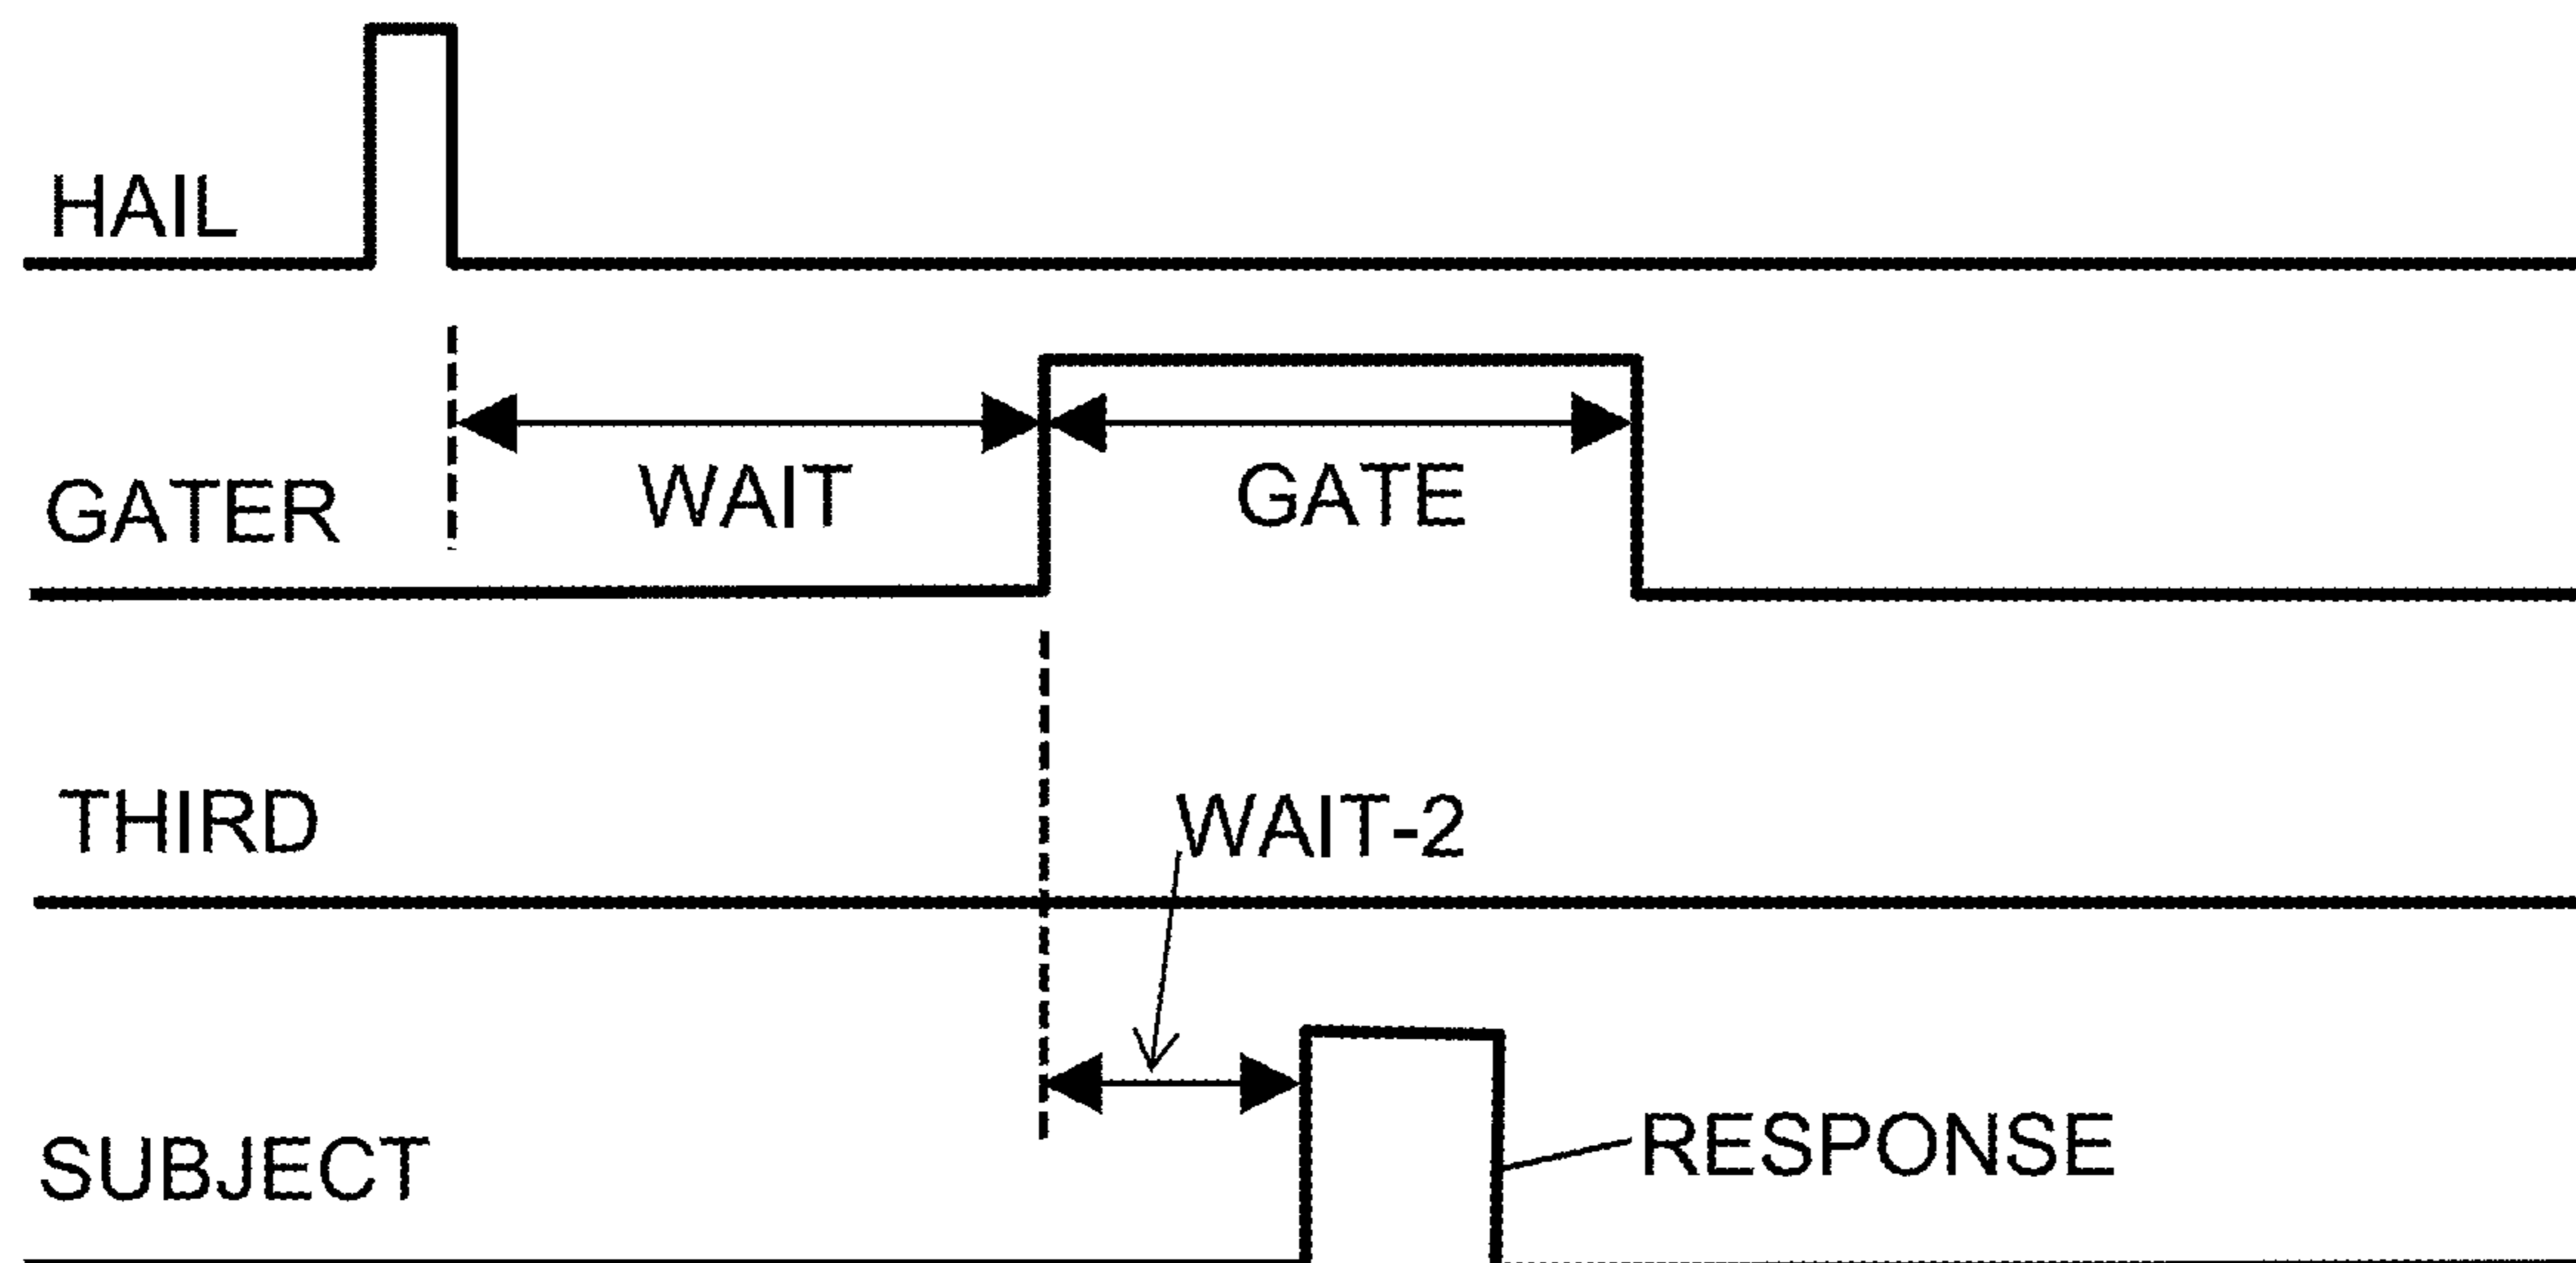 HAIL
WAIT
GATE
GATER
THIRD
WAIT-2
SUBJECT
RESPONSE